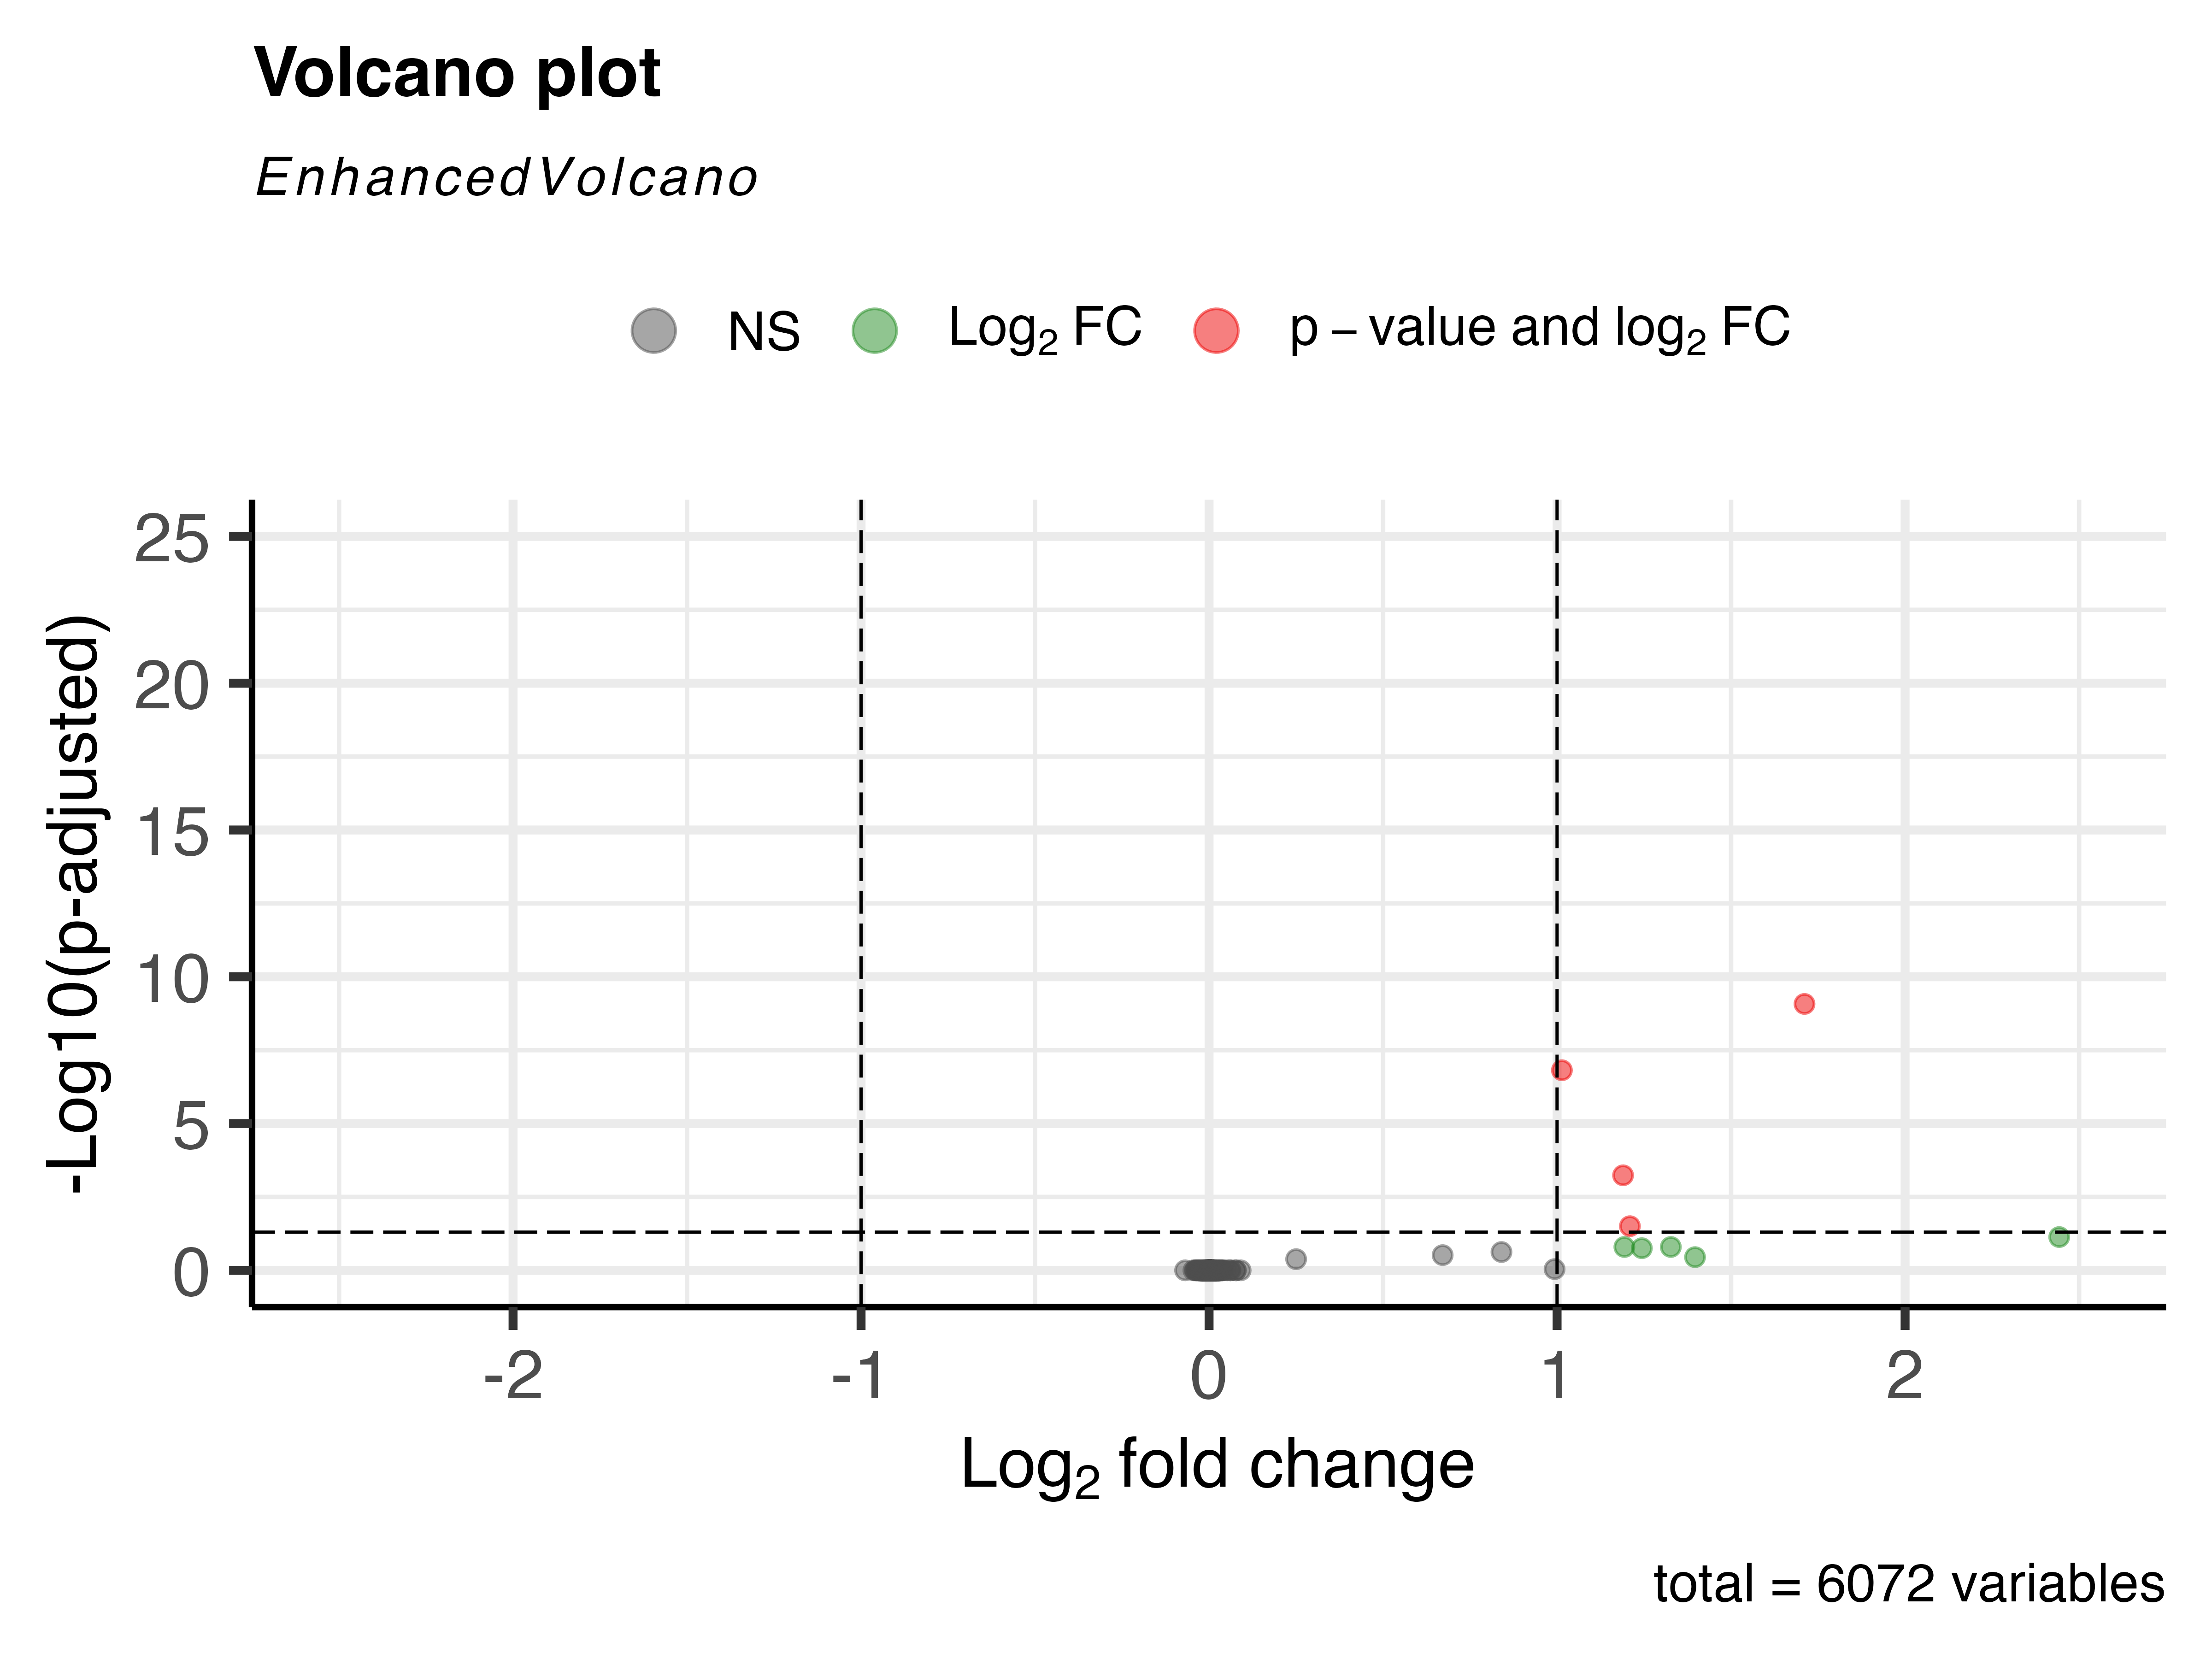 Volcano plot
EnhancedVolcano
NS
Log₂ FC
p – value and log₂ FC
25
20
15
10
5
0
-Log10(p-adjusted)
-2
-1
0
1
2
Log₂ fold change
total = 6072 variables